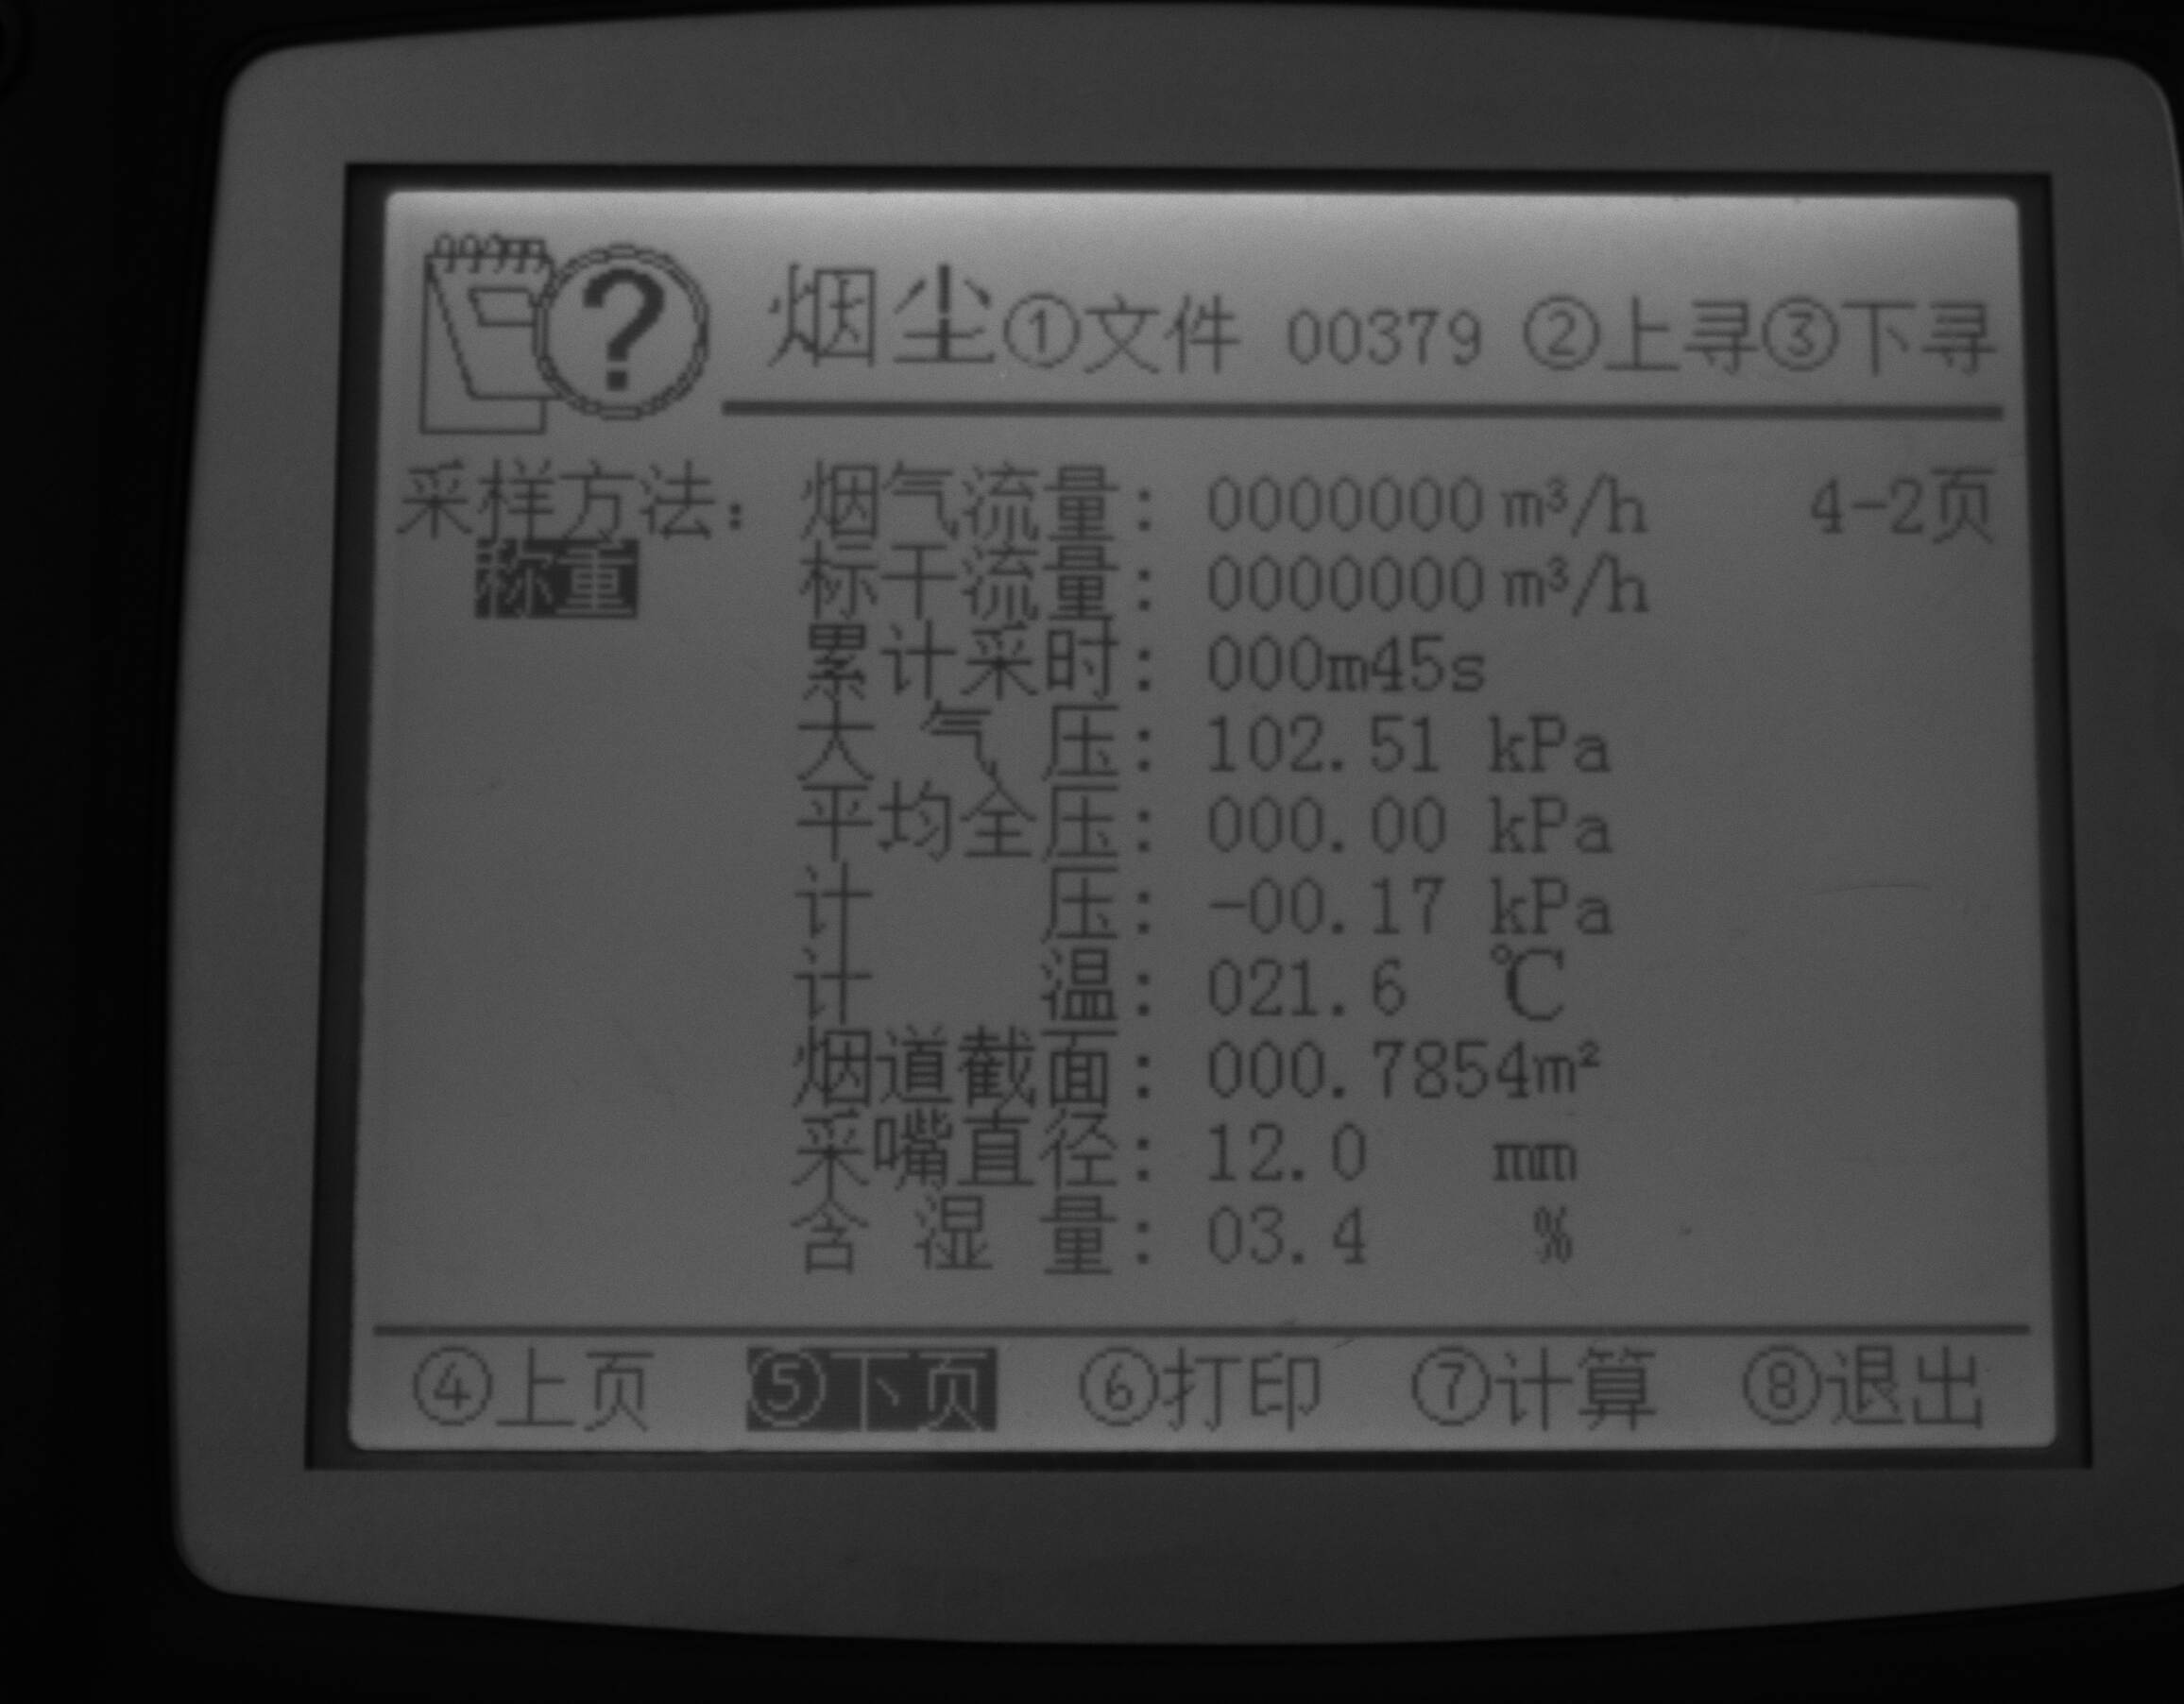 烟尘①文件 00379 ②上寻③下寻
采样方法: 烟气流量: 0000000 m³/h 4-2页
称重 标干流量: 0000000 m³/h
累计采时: 000m45s
大气压: 102.51 kPa
平均全压: 000.00 kPa
计压: -00.17 kPa
计温: 021.6 ℃
烟道截面: 000.7854m²
采嘴直径: 12.0 mm
含湿量: 03.4 %
④上页 ⑤下页 ⑥打印 ⑦计算 ⑧退出